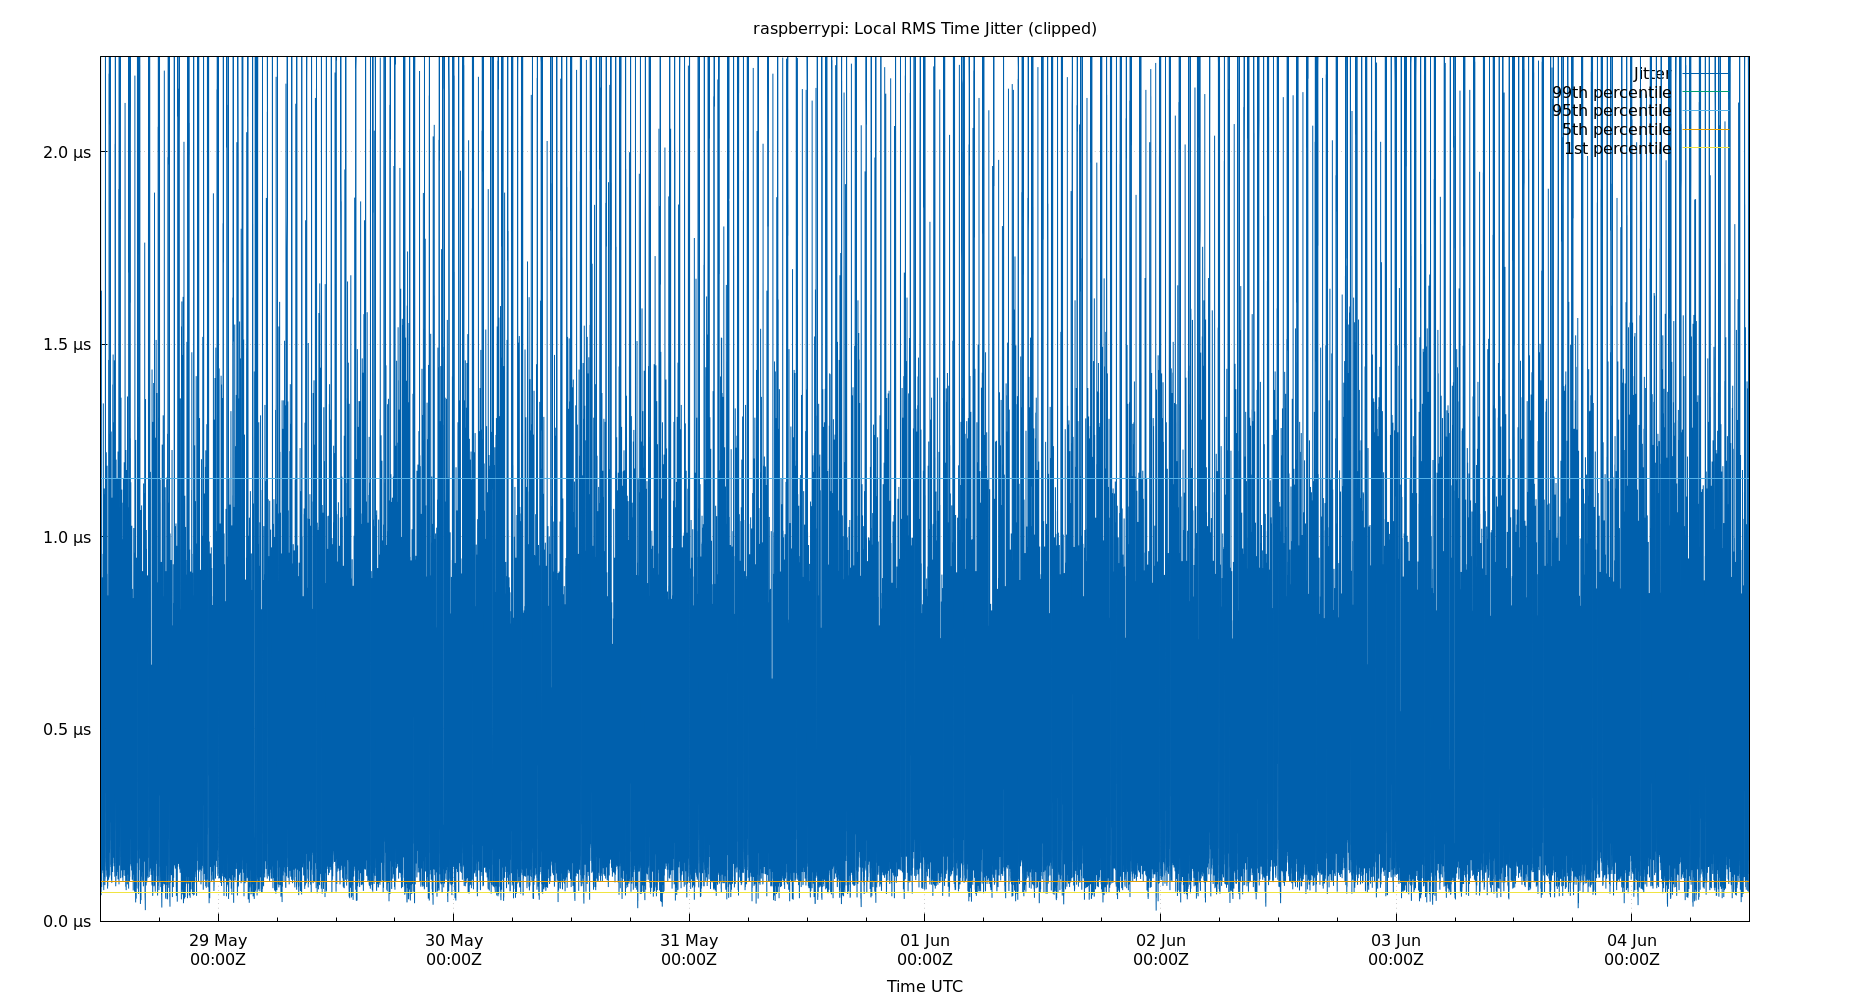 raspberrypi: Local RMS Time Jitter (clipped)
Jitter
99th percentile
95th percentile
5th percentile
1st percentile
2.0 µs
1.5 µs
1.0 µs
0.5 µs
0.0 µs
29 May 30 May 31 May 01 Jun 02 Jun 03 Jun 04 Jun
00:00Z 00:00Z 00:00Z 00:00Z 00:00Z 00:00Z 00:00Z
Time UTC